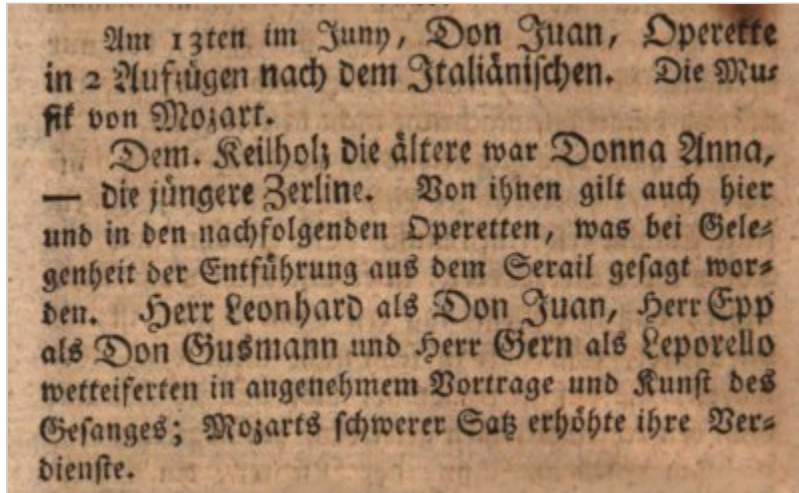 Am 13ten im Juny, Don Juan, Operette
in 2 Aufzügen nach dem Italiänischen. Die Mu-
sik von Mozart.
Dem. Keilholz die ältere war Donna Anna,
— die jüngere Zerline. Von ihnen gilt auch hier
und in den nachfolgenden Operetten, was bei Gele-
genheit der Entführung aus dem Serail gesagt wor-
den. Herr Leonhard als Don Juan, Herr Epp
als Don Gusmann und Herr Gern als Leporello
wetteiferten in angenehmem Vortrage und Kunst des
Gesanges; Mozarts schwerer Satz erhöhte ihre Ver-
dienste.